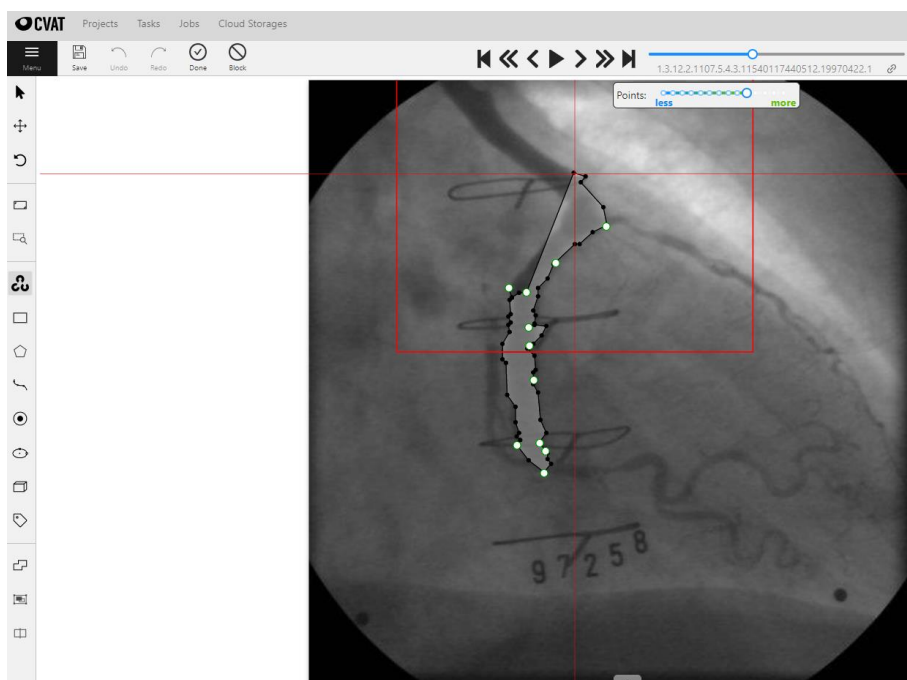 CVAT Projects Tasks Jobs Cloud Storages
Menu Save Undo Redo Done Block
1.3.12.2.1107.5.4.3.11540117440512.19970422.1
Points:
less more
97258